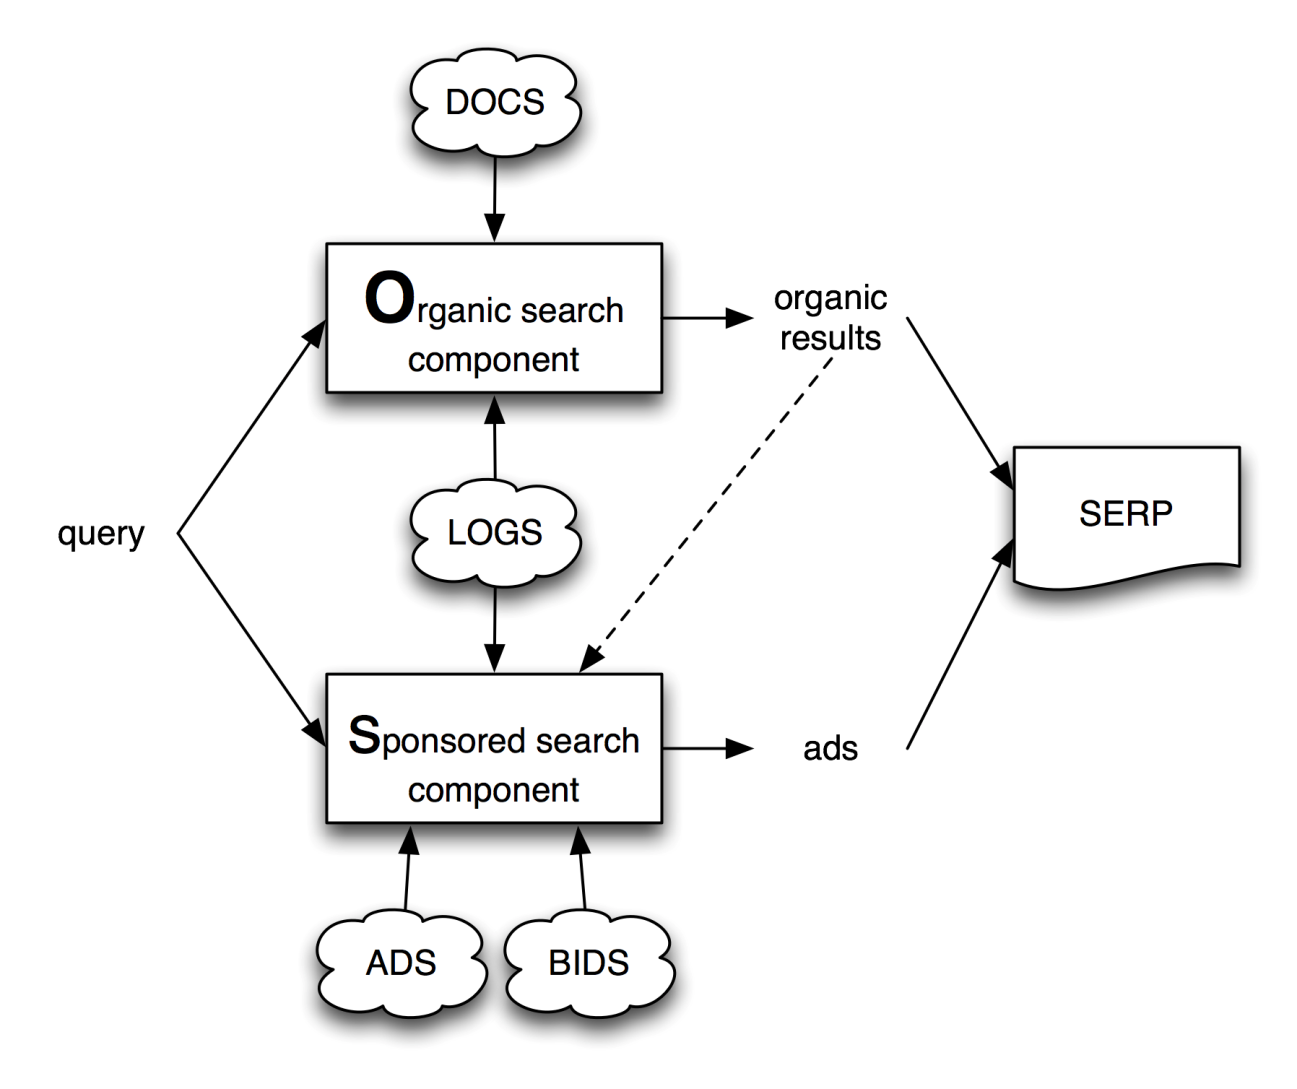 DOCS
Organic search
component
organic
results
query
LOGS
SERP
Sponsored search
component
ads
ADS
BIDS